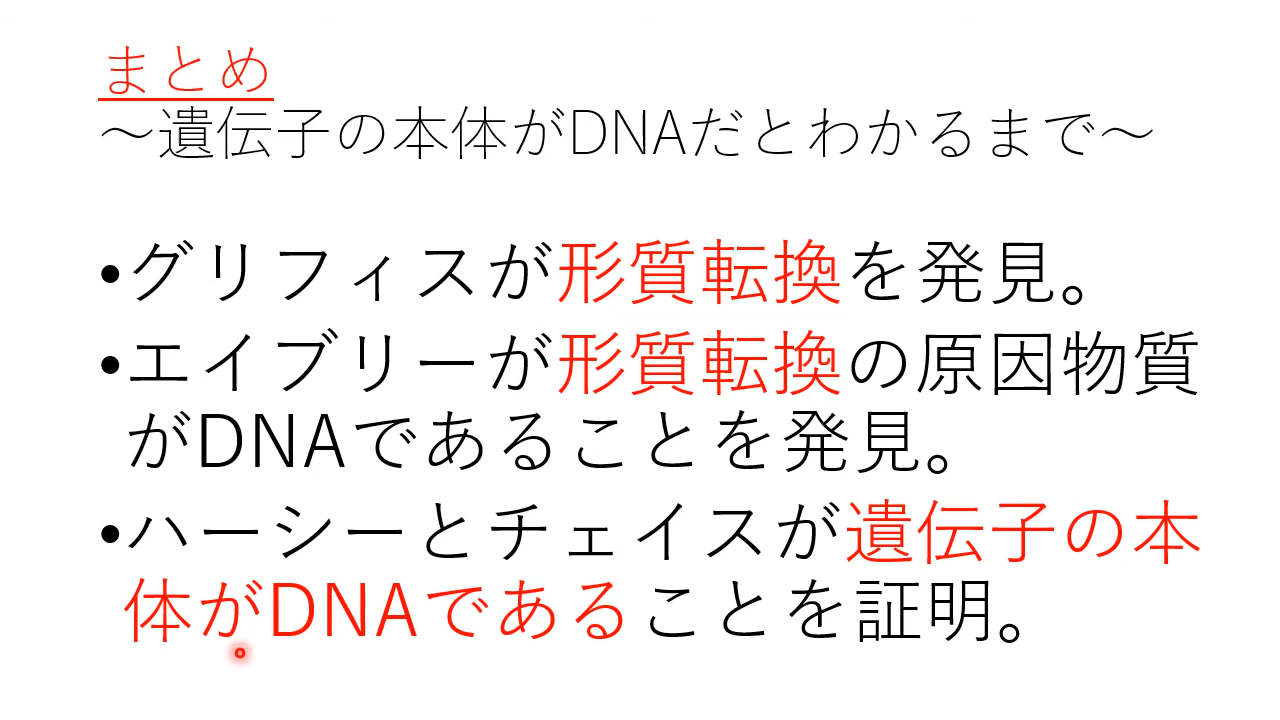 まとめ
～遺伝子の本体がDNAだとわかるまで～
•グリフィスが形質転換を発見。
•エイブリーが形質転換の原因物質
がDNAであることを発見。
•ハーシーとチェイスが遺伝子の本
体がDNAであることを証明。